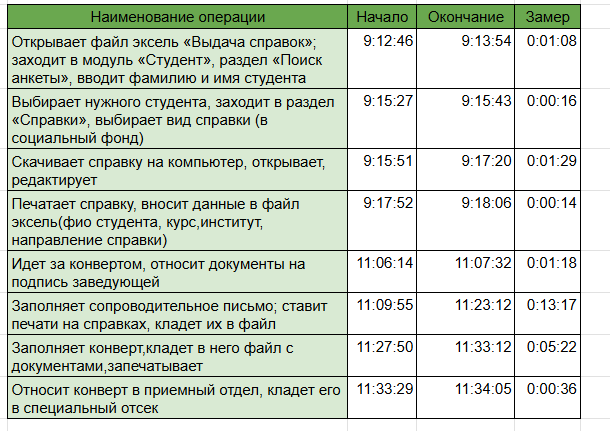 Наименование операции Начало Окончание Замер
Открывает файл эксель «Выдача справок»; 9:12:46 9:13:54 0:01:08
заходит в модуль «Студент», раздел «Поиск
анкеты», вводит фамилию и имя студента
Выбирает нужного студента, заходит в раздел 9:15:27 9:15:43 0:00:16
«Справки», выбирает вид справки (в
социальный фонд)
Скачивает справку на компьютер, открывает, 9:15:51 9:17:20 0:01:29
редактирует
Печатает справку, вносит данные в файл 9:17:52 9:18:06 0:00:14
эксель(фио студента, курс,институт,
направление справки)
Идет за конвертом, относит документы на 11:06:14 11:07:32 0:01:18
подпись заведующей
Заполняет сопроводительное письмо; ставит 11:09:55 11:23:12 0:13:17
печати на справках, кладет их в файл
Заполняет конверт,кладет в него файл с 11:27:50 11:33:12 0:05:22
документами,запечатывает
Относит конверт в приемный отдел, кладет его 11:33:29 11:34:05 0:00:36
в специальный отсек